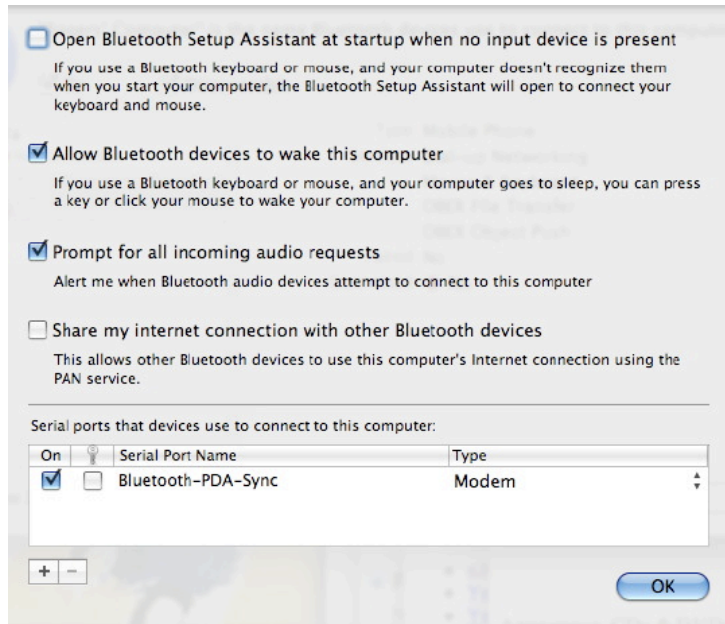 Open Bluetooth Setup Assistant at startup when no input device is present
If you use a Bluetooth keyboard or mouse, and your computer doesn't recognize them
when you start your computer, the Bluetooth Setup Assistant will open to connect your
keyboard and mouse.
Allow Bluetooth devices to wake this computer
If you use a Bluetooth keyboard or mouse, and your computer goes to sleep, you can press
a key or click your mouse to wake your computer.
Prompt for all incoming audio requests
Alert me when Bluetooth audio devices attempt to connect to this computer
Share my internet connection with other Bluetooth devices
This allows other Bluetooth devices to use this computer's Internet connection using the
PAN service.
Serial ports that devices use to connect to this computer:
On Serial Port Name Type
Bluetooth-PDA-Sync Modem
+ −
OK